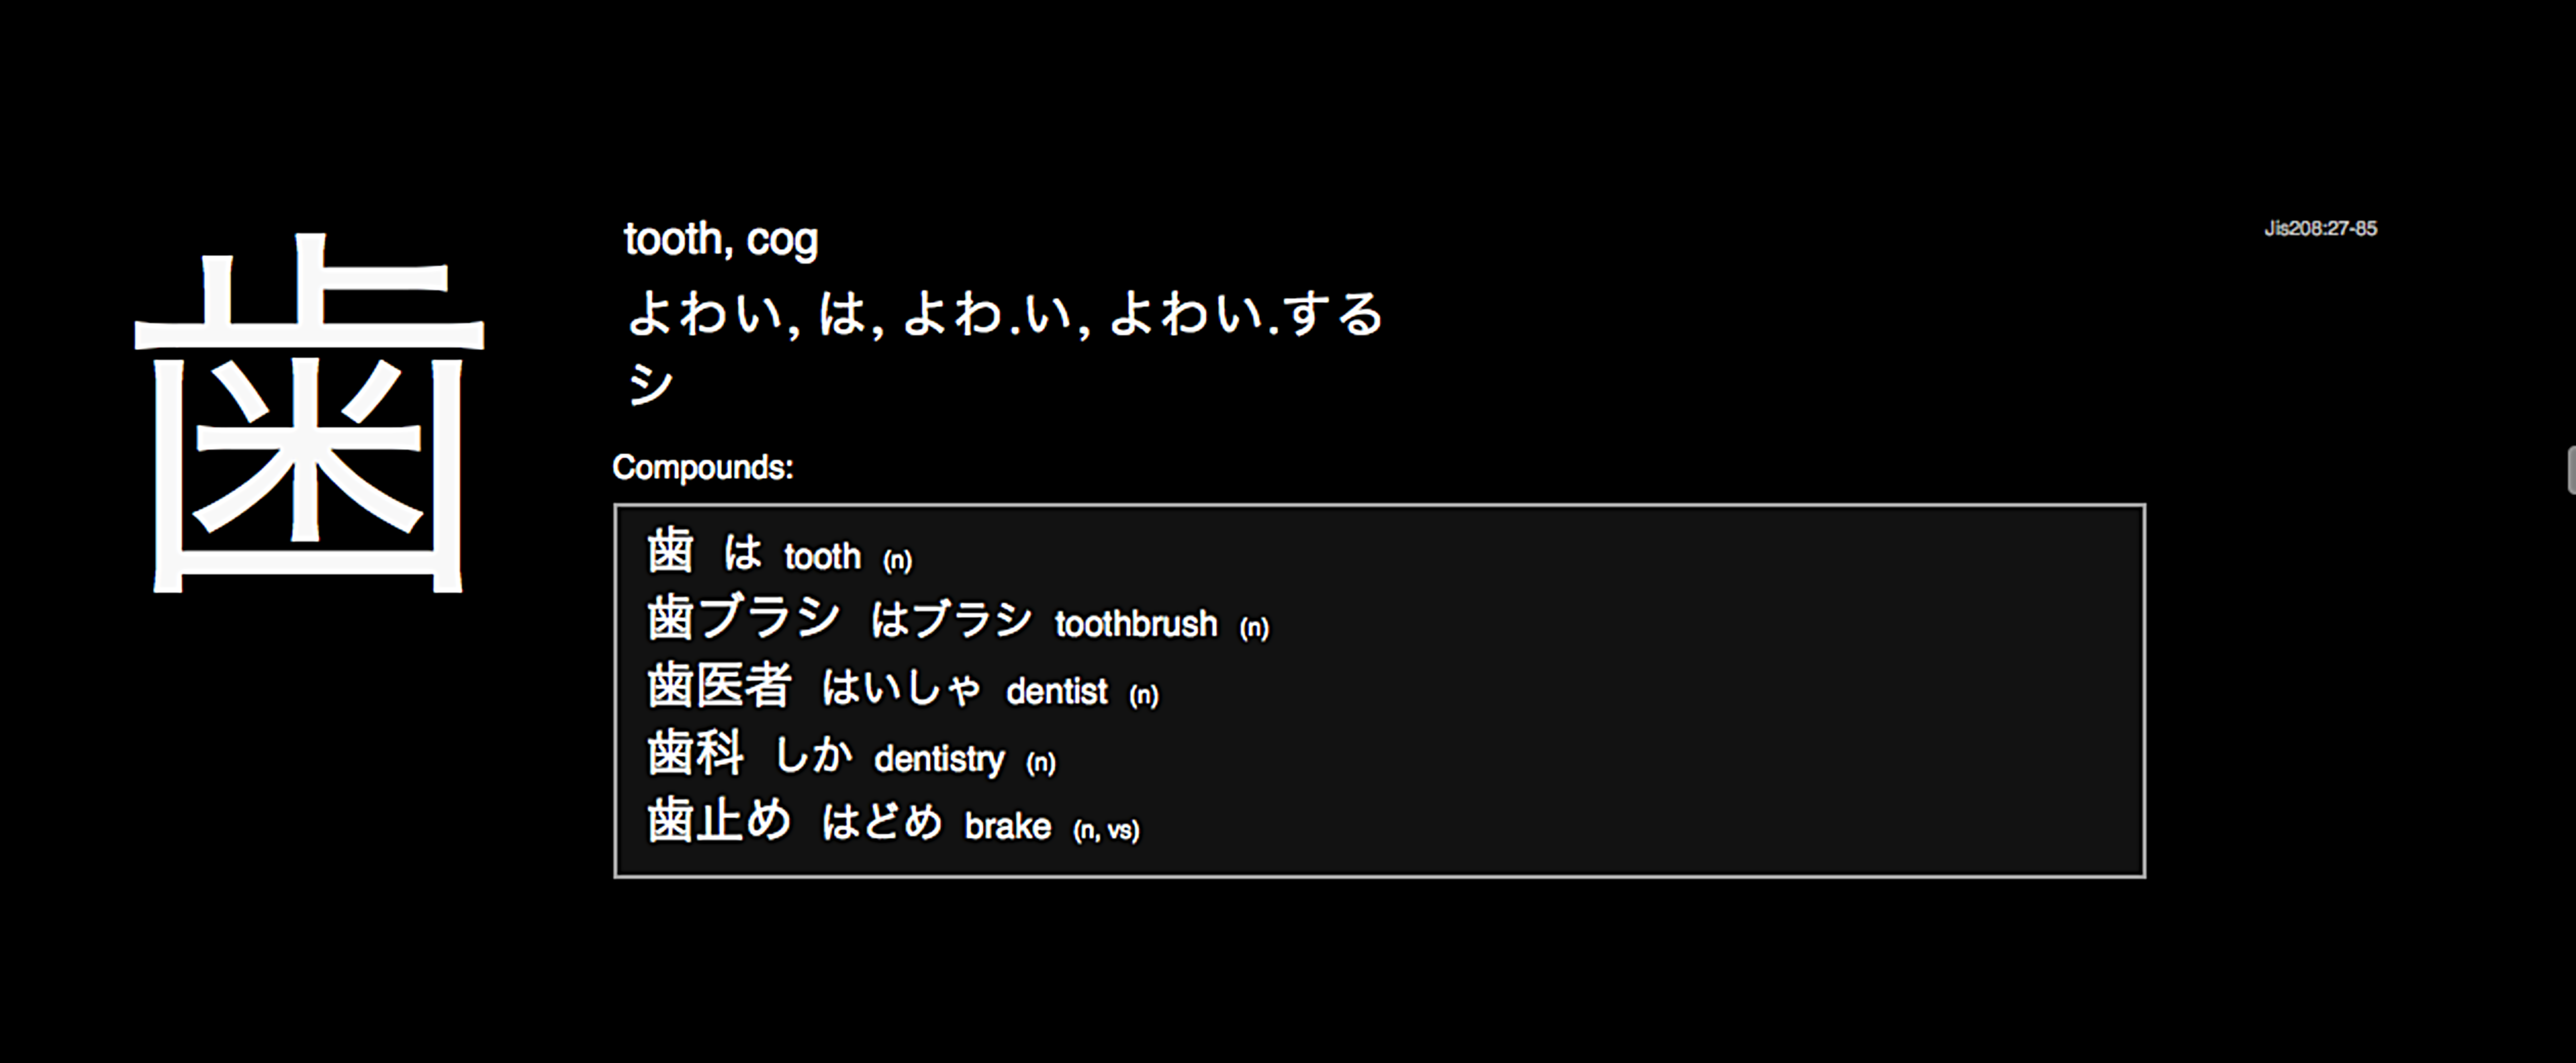 歯
tooth, cog
Jis208:27-85
よわい, は, よわ.い, よわい.する
シ
Compounds:
歯 は tooth (n)
歯ブラシ はブラシ toothbrush (n)
歯医者 はいしゃ dentist (n)
歯科 しか dentistry (n)
歯止め はどめ brake (n, vs)